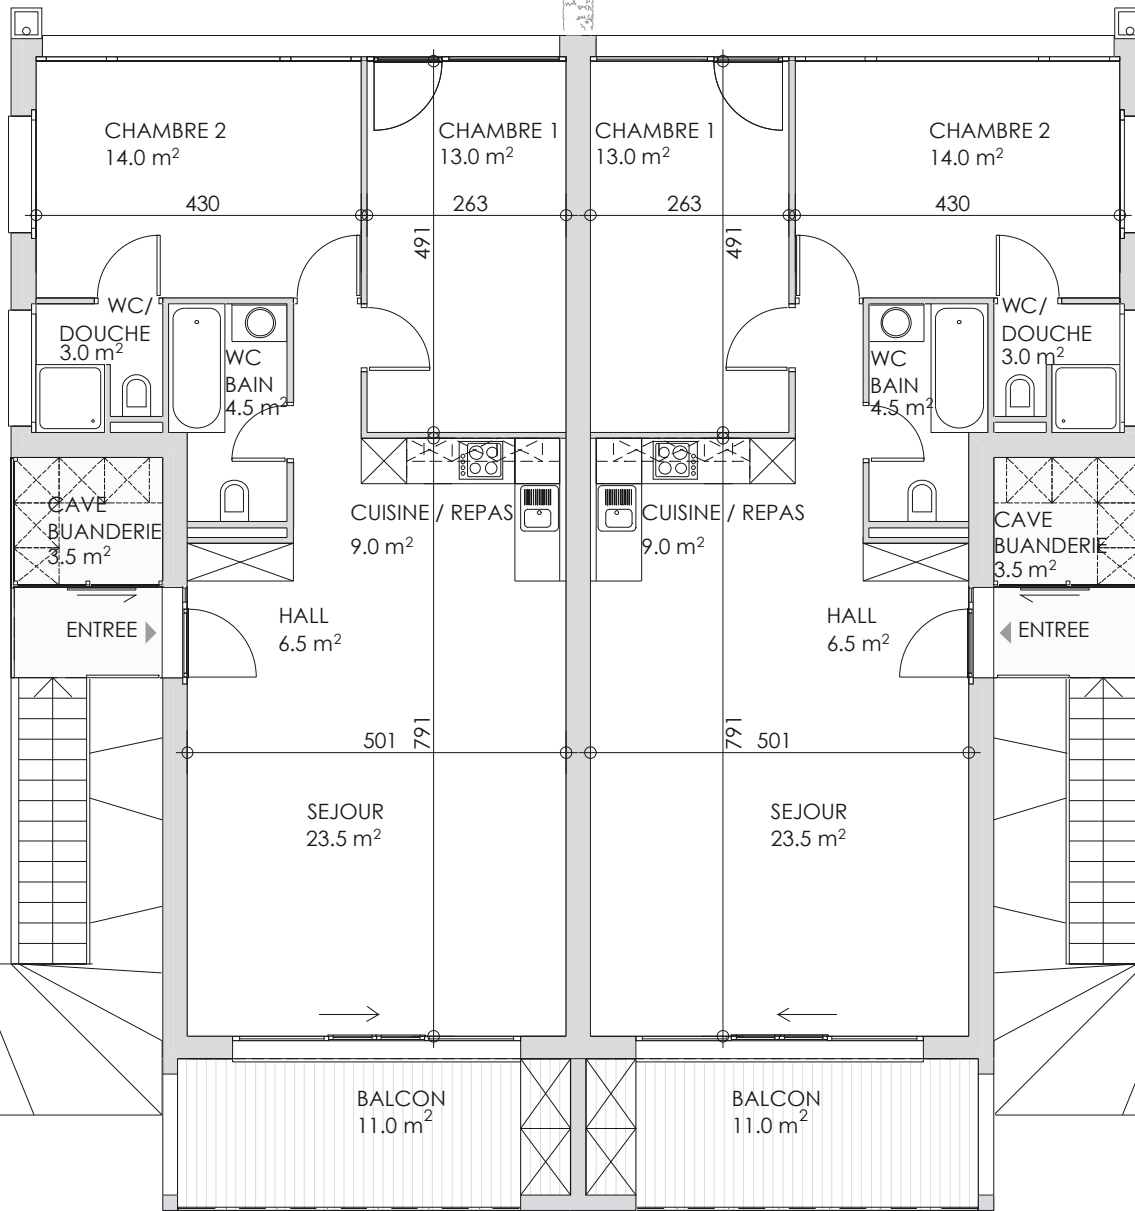 CHAMBRE 2
14.0 m²
CHAMBRE 1
13.0 m²
CHAMBRE 1
13.0 m²
CHAMBRE 2
14.0 m²
430
263
263
430
491
491
WC/
DOUCHE
3.0 m²
WC
BAIN
4.5 m²
WC
BAIN
4.5 m²
WC/
DOUCHE
3.0 m²
CAVE
BUANDERIE
3.5 m²
CUISINE / REPAS
9.0 m²
CUISINE / REPAS
9.0 m²
CAVE
BUANDERIE
3.5 m²
ENTREE
HALL
6.5 m²
HALL
6.5 m²
ENTREE
501
791
791
501
SEJOUR
23.5 m²
SEJOUR
23.5 m²
BALCON
11.0 m²
BALCON
11.0 m²